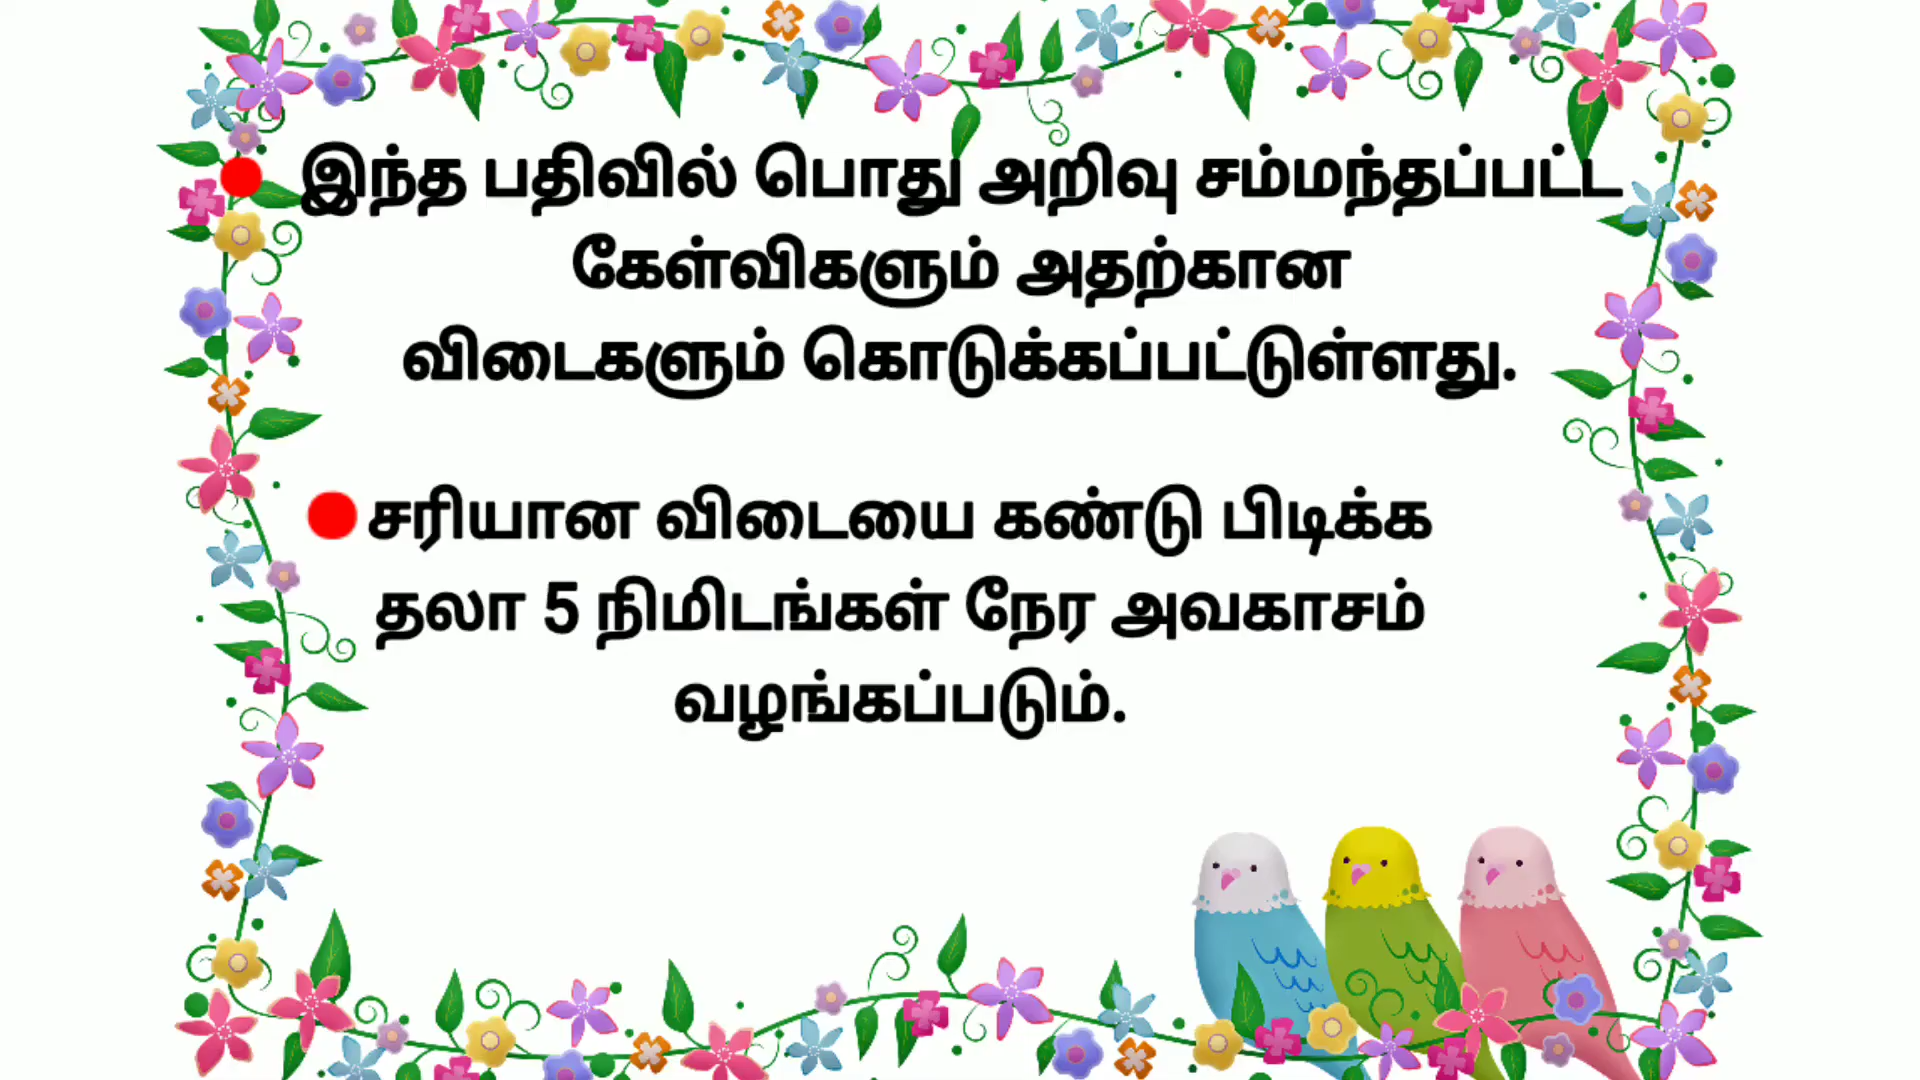 இந்த பதிவில் பொது அறிவு சம்மந்தப்பட்ட
கேள்விகளும் அதற்கான
விடைகளும் கொடுக்கப்பட்டுள்ளது.
சரியான விடையை கண்டு பிடிக்க
தலா 5 நிமிடங்கள் நேர அவகாசம்
வழங்கப்படும்.